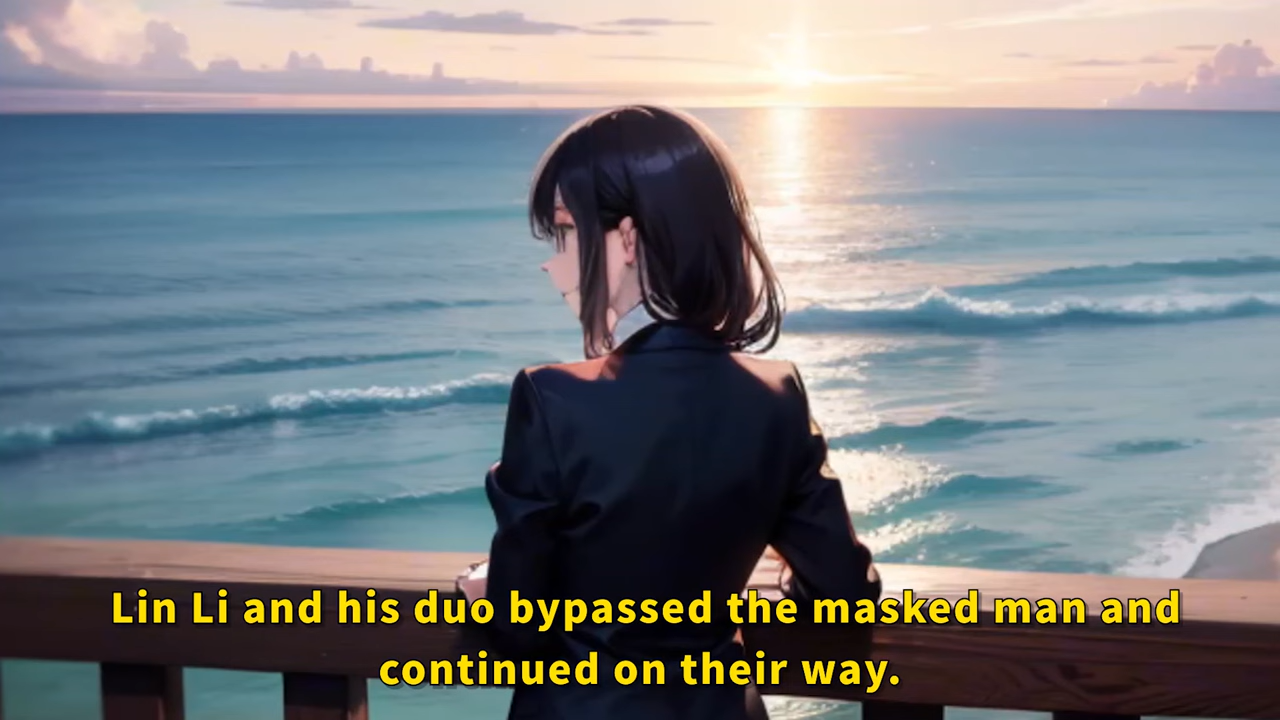 Lin Li and his duo bypassed the masked man and
continued on their way.